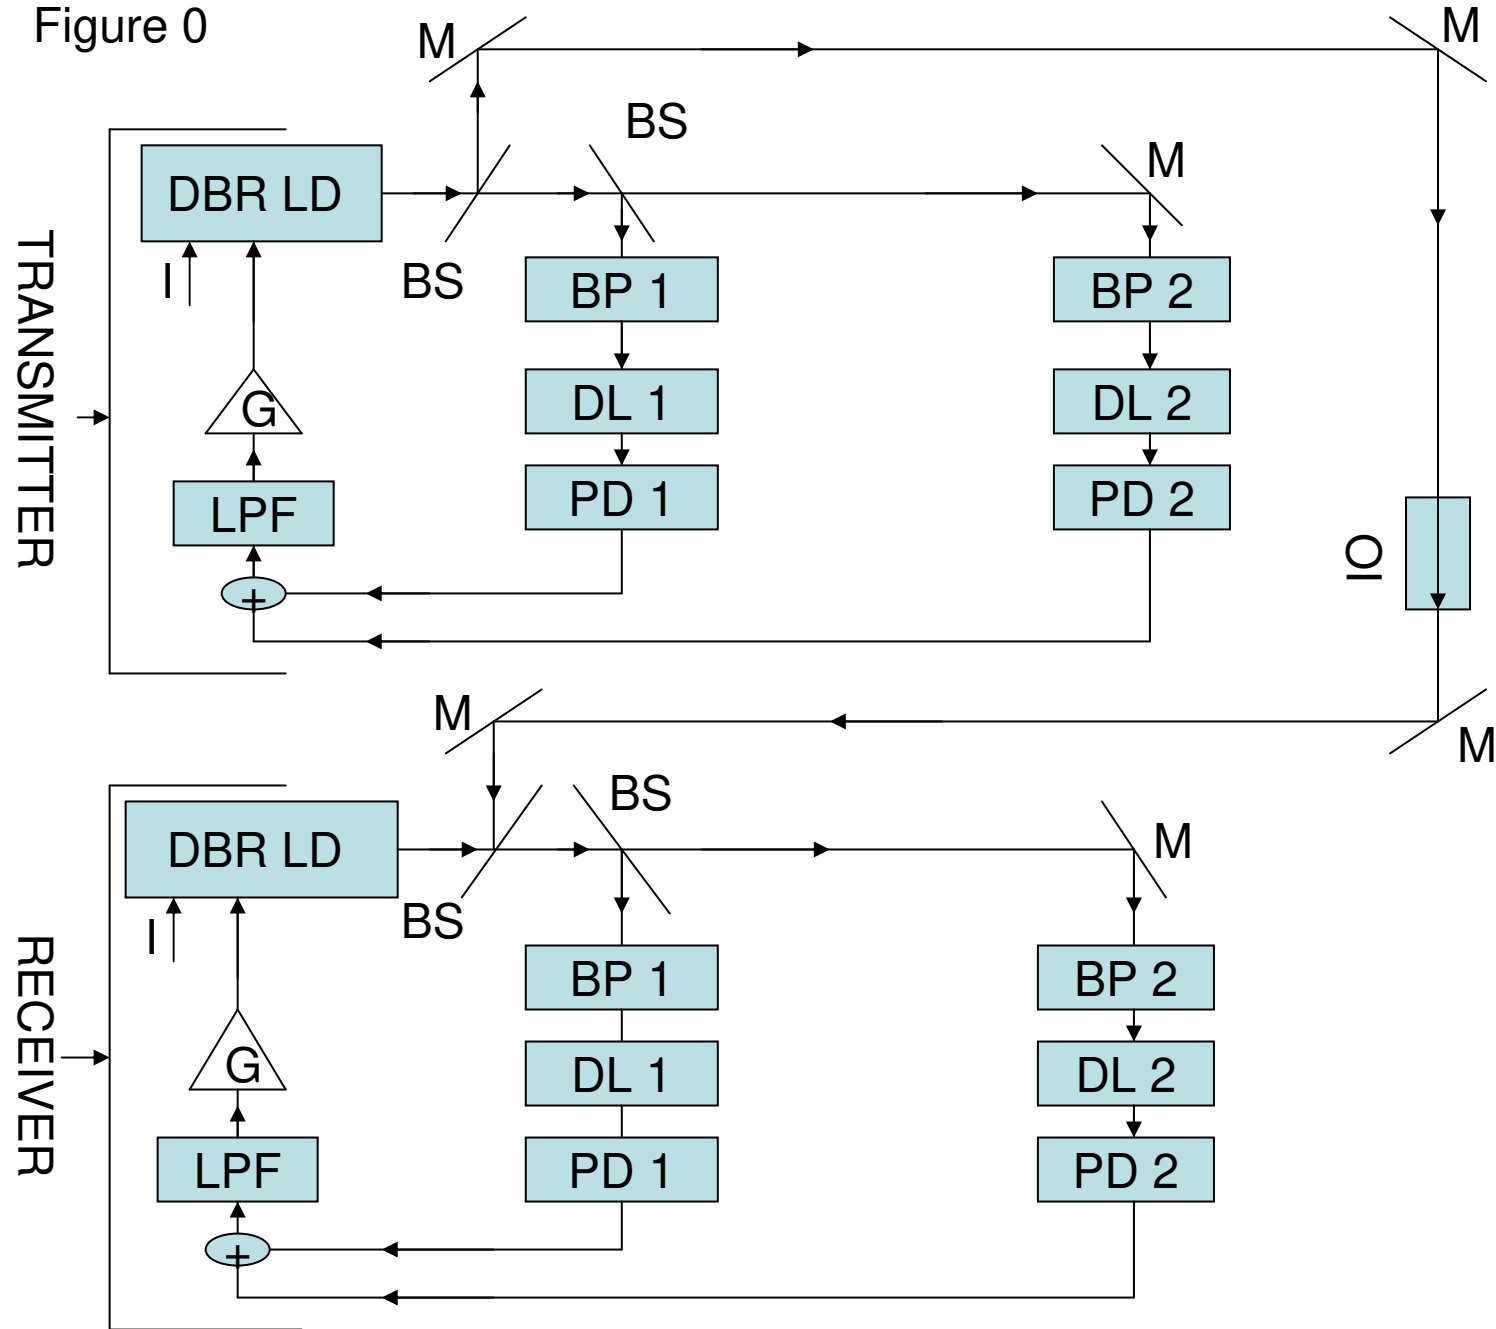 Figure 0
M
M
BS
M
DBR LD
BS
I
BP 1
BP 2
DL 1
DL 2
G
PD 1
PD 2
LPF
+
TRANSMITTER
IO
M
M
BS
DBR LD
M
BS
I
BP 1
BP 2
DL 1
DL 2
G
PD 1
PD 2
LPF
+
RECEIVER